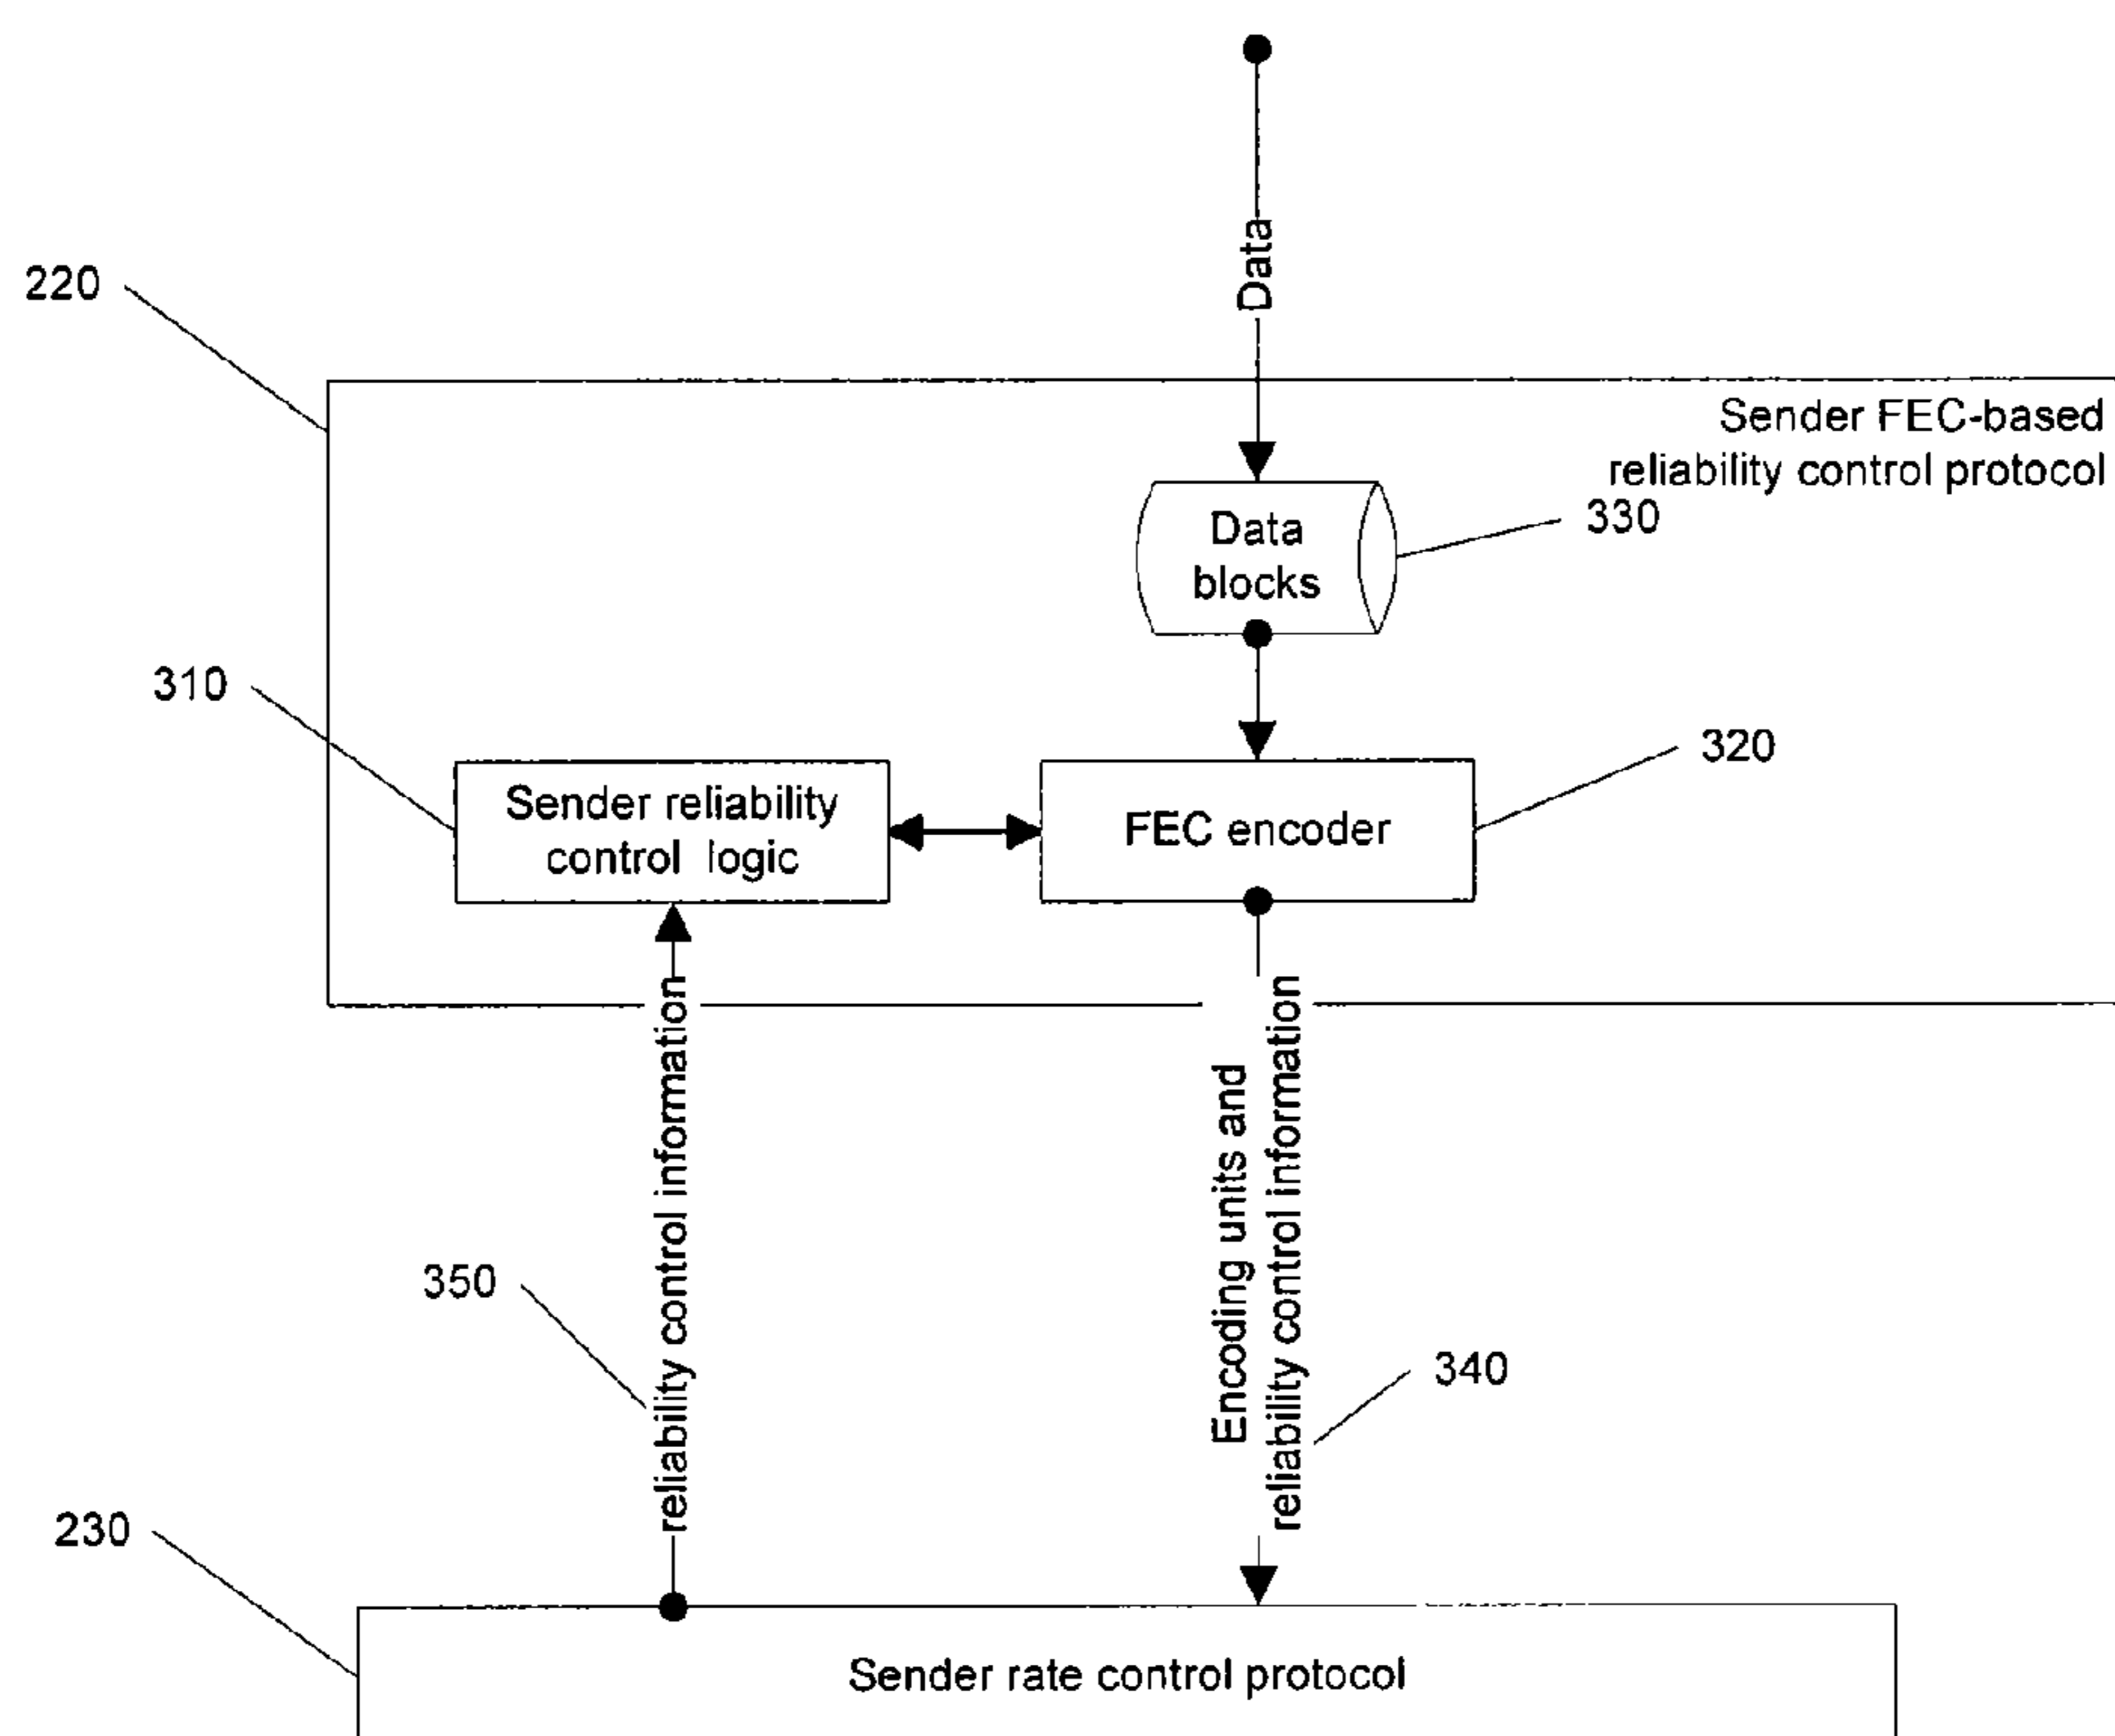 Data
220
Sender FEC-based
reliability control protocol
330
Data
blocks
310
320
Sender reliability
control logic
FEC encoder
reliability control information
Encoding units and
reliability control information
350
340
230
Sender rate control protocol